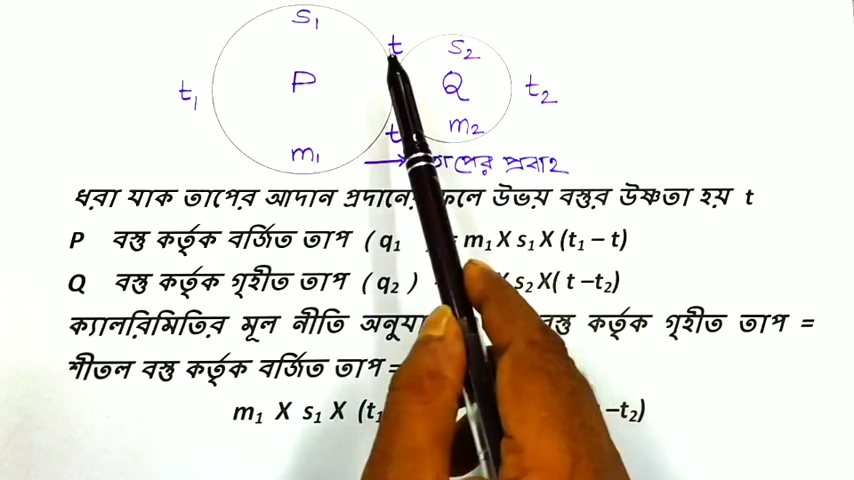 s₁
t s₂
t₁ P Q t₂
m₂
t
m₁ তাপের প্রবাহ
ধরা যাক তাপের আদান প্রদানের ফলে উভয় বস্তুর উষ্ণতা হয় t
P বস্তু কর্তৃক বর্জিত তাপ ( q₁ ) = m₁ X s₁ X (t₁ – t)
Q বস্তু কর্তৃক গৃহীত তাপ ( q₂ ) X s₂ X( t –t₂)
ক্যালরিমিতির মূল নীতি বস্তু কর্তৃক গৃহীত তাপ =
শীতল বস্তু কর্তৃক বর্জিত তাপ=
m₁ X s₁ X (t₁ –t₂)